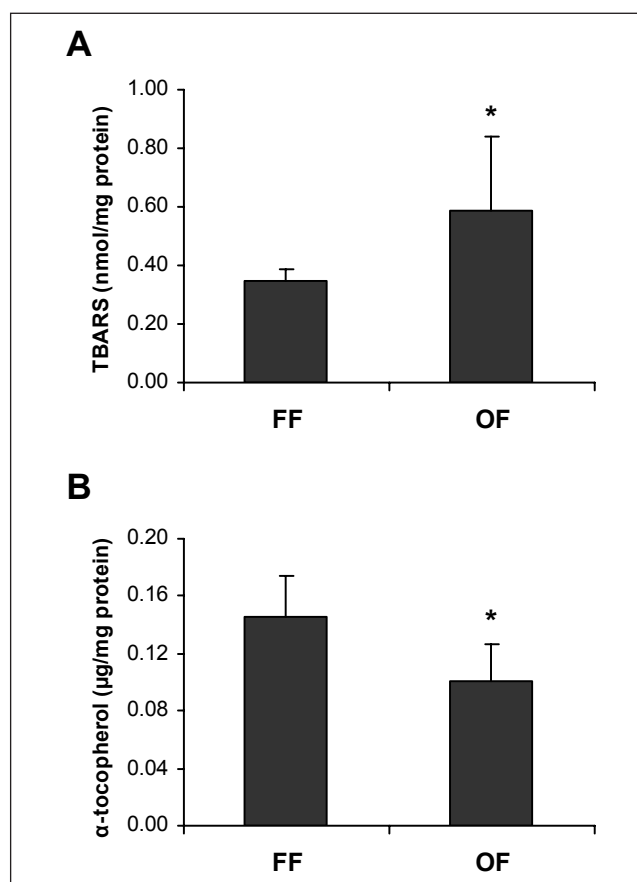 A
TBARS (nmol/mg protein)
1.00
0.80
0.60
0.40
0.20
0.00
*
FF
OF
B
α-tocopherol (µg/mg protein)
0.20
0.16
0.12
0.08
0.04
0.00
*
FF
OF